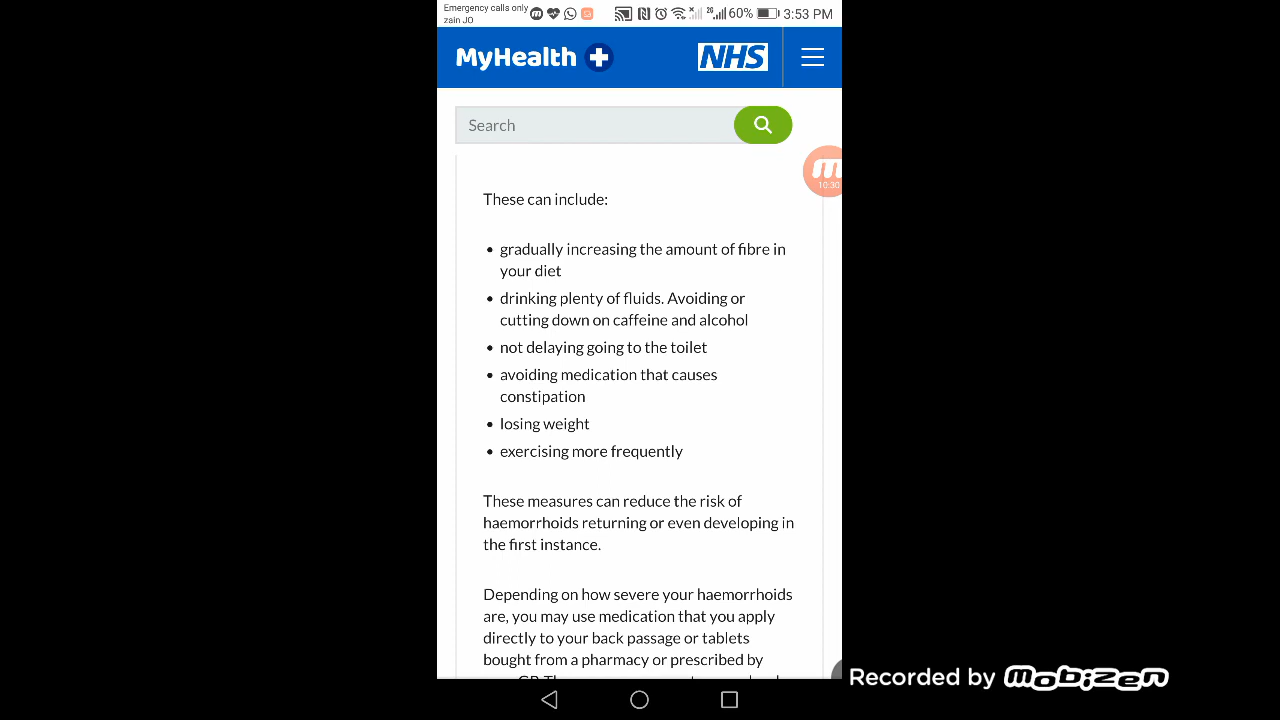 Emergency calls only
zain JO
2G 60% 3:53 PM
MyHealth NHS
Search
10:30
These can include:
• gradually increasing the amount of fibre in
your diet
• drinking plenty of fluids. Avoiding or
cutting down on caffeine and alcohol
• not delaying going to the toilet
• avoiding medication that causes
constipation
• losing weight
• exercising more frequently
These measures can reduce the risk of
haemorrhoids returning or even developing in
the first instance.
Depending on how severe your haemorrhoids
are, you may use medication that you apply
directly to your back passage or tablets
bought from a pharmacy or prescribed by
Recorded by mobizen